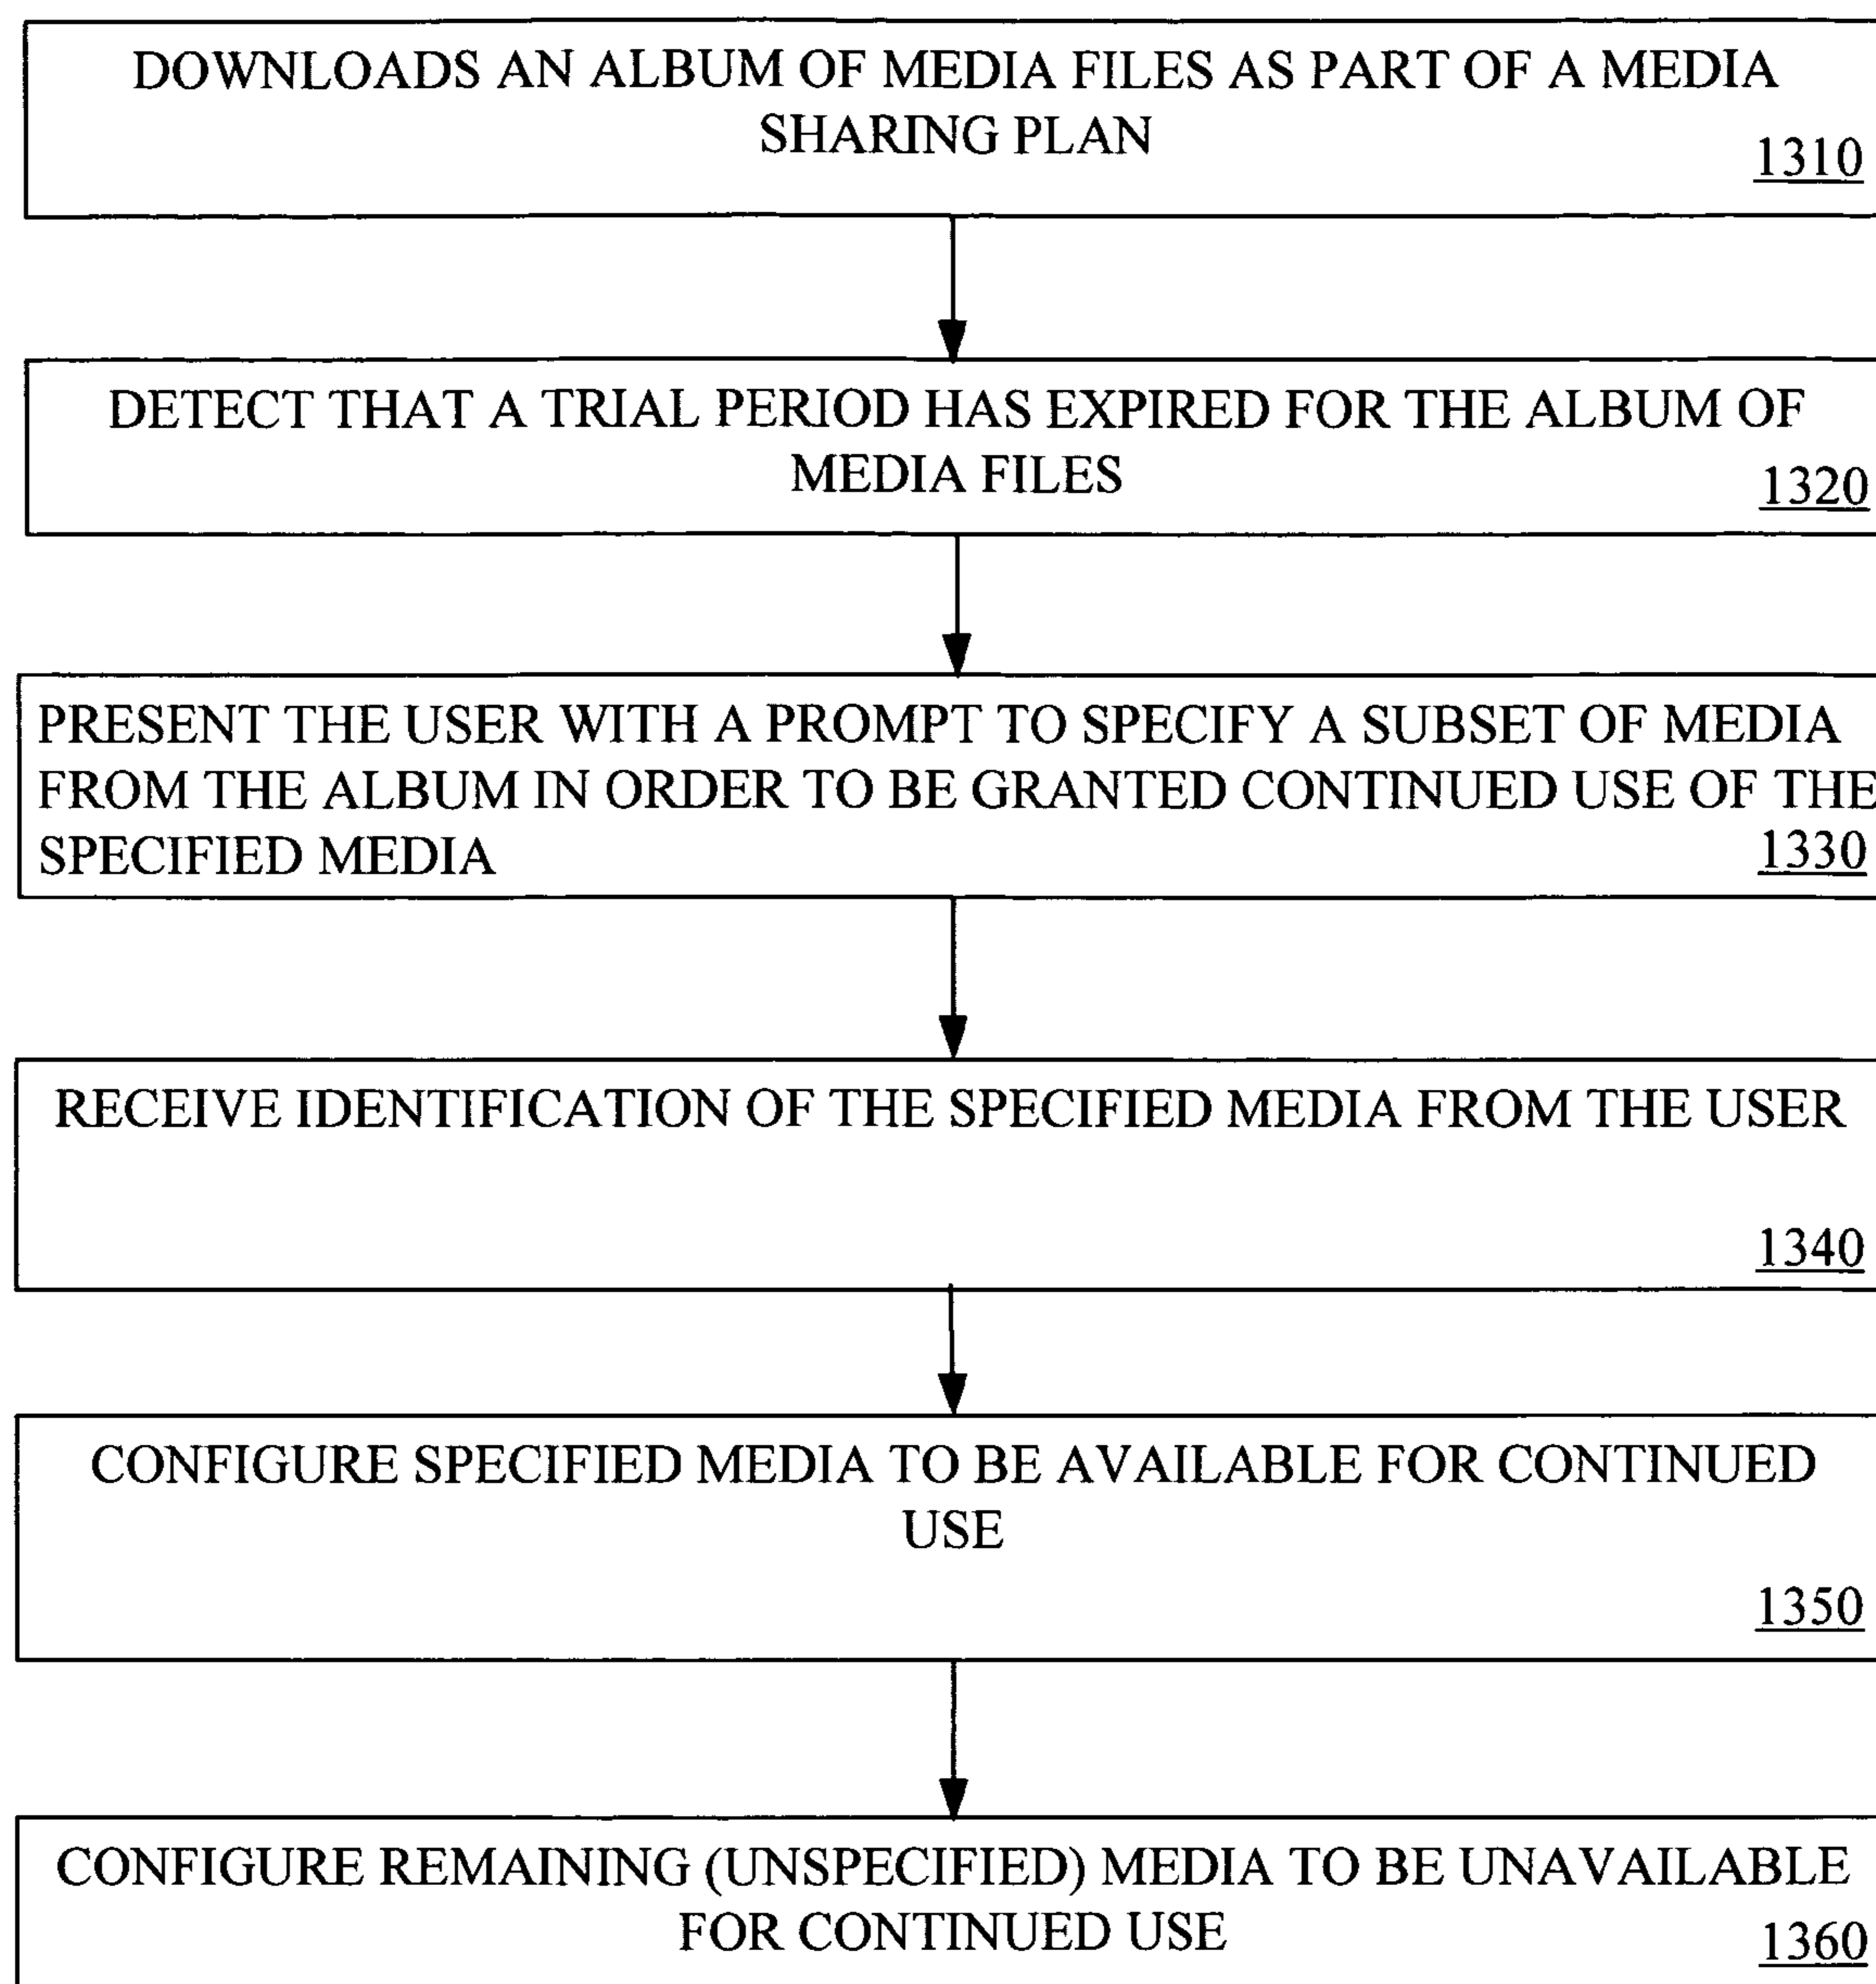 DOWNLOADS AN ALBUM OF MEDIA FILES AS PART OF A MEDIA
SHARING PLAN
1310
DETECT THAT A TRIAL PERIOD HAS EXPIRED FOR THE ALBUM OF
MEDIA FILES
1320
PRESENT THE USER WITH A PROMPT TO SPECIFY A SUBSET OF MEDIA
FROM THE ALBUM IN ORDER TO BE GRANTED CONTINUED USE OF THE
SPECIFIED MEDIA
1330
RECEIVE IDENTIFICATION OF THE SPECIFIED MEDIA FROM THE USER
1340
CONFIGURE SPECIFIED MEDIA TO BE AVAILABLE FOR CONTINUED
USE
1350
CONFIGURE REMAINING (UNSPECIFIED) MEDIA TO BE UNAVAILABLE
FOR CONTINUED USE
1360